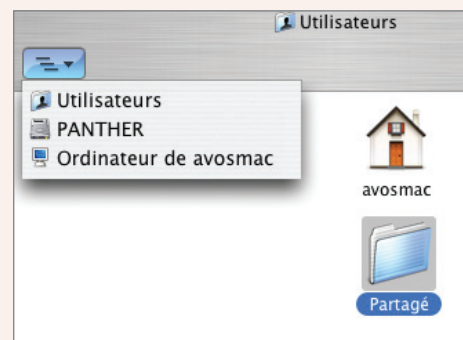 Utilisateurs
Utilisateurs
PANTHER
Ordinateur de avosmac
avosmac
Partagé